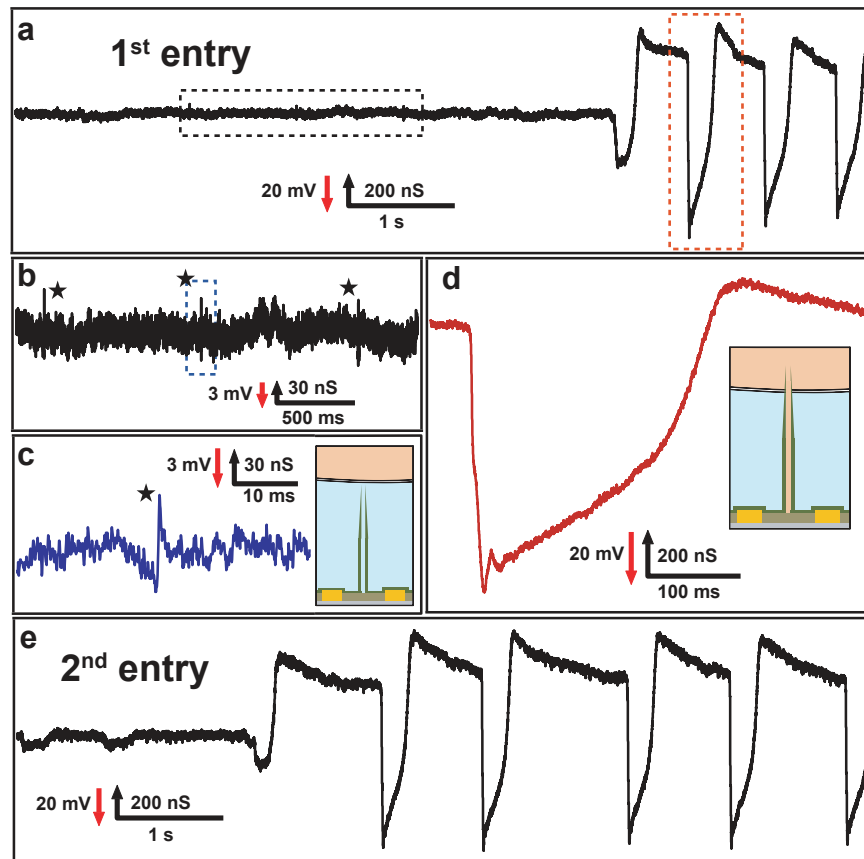 a
1st entry
20 mV
200 nS
1 s
b
3 mV
30 nS
500 ms
c
3 mV
30 nS
10 ms
d
20 mV
200 nS
100 ms
e
2nd entry
20 mV
200 nS
1 s